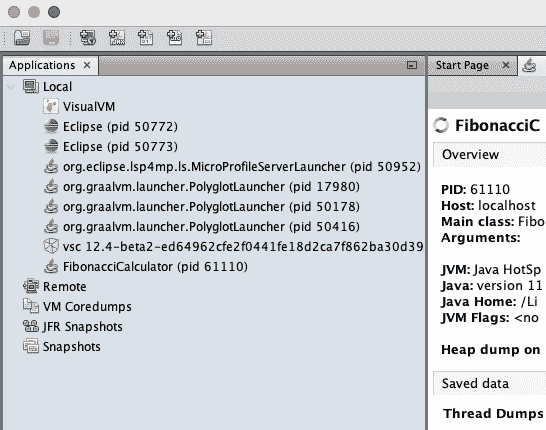 Applications
Start Page
Local
VisualVM
Eclipse (pid 50772)
Eclipse (pid 50773)
org.eclipse.lsp4mp.ls.MicroProfileServerLauncher (pid 50952)
org.graalvm.launcher.PolyglotLauncher (pid 17980)
org.graalvm.launcher.PolyglotLauncher (pid 50178)
org.graalvm.launcher.PolyglotLauncher (pid 50416)
vsc 12.4-beta2-ed64962cfe2f0441fe18d2ca7f862ba30d39
FibonacciCalculator (pid 61110)
Remote
VM Coredumps
JFR Snapshots
Snapshots
FibonacciC
Overview
PID: 61110
Host: localhost
Main class: Fibo
Arguments:
JVM: Java HotSp
Java: version 11
Java Home: /Li
JVM Flags: <no
Heap dump on
Saved data
Thread Dumps